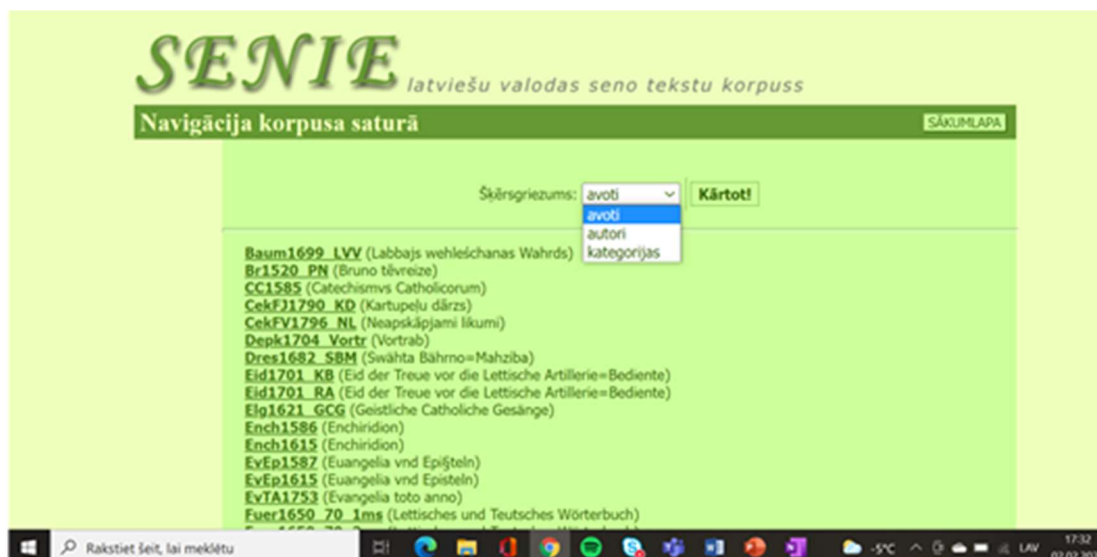 SENIE latviešu valodas seno tekstu korpuss
Navigācija korpusa saturā SĀKUMLAPA
Šķērsgriezums: avoti Kārtot!
avoti
autori
kategorijas
Baum1699_LVV (Labbajs wehleśchanas Wahrds)
Br1520_PN (Bruno tēvreize)
CC1585 (Catechismvs Catholicorum)
CekFJ1790_KD (Kartupeļu dārzs)
CekFV1796_NL (Neapskāpjami likumi)
Depk1704_Vortr (Vortrab)
Dres1682_SBM (Swähta Bährno=Mahziba)
Eid1701_KB (Eid der Treue vor die Lettische Artillerie=Bediente)
Eid1701_RA (Eid der Treue vor die Lettische Artillerie=Bediente)
Elg1621_GCG (Geistliche Catholiche Gesänge)
Ench1586 (Enchiridion)
Ench1615 (Enchiridion)
EvEp1587 (Euangelia vnd Epiſteln)
EvEp1615 (Euangelia vnd Episteln)
EvTA1753 (Evangelia toto anno)
Fuer1650_70_1ms (Lettisches und Teutsches Wörterbuch)
Rakstiet šeit, lai meklētu -5°C LAV 17:32